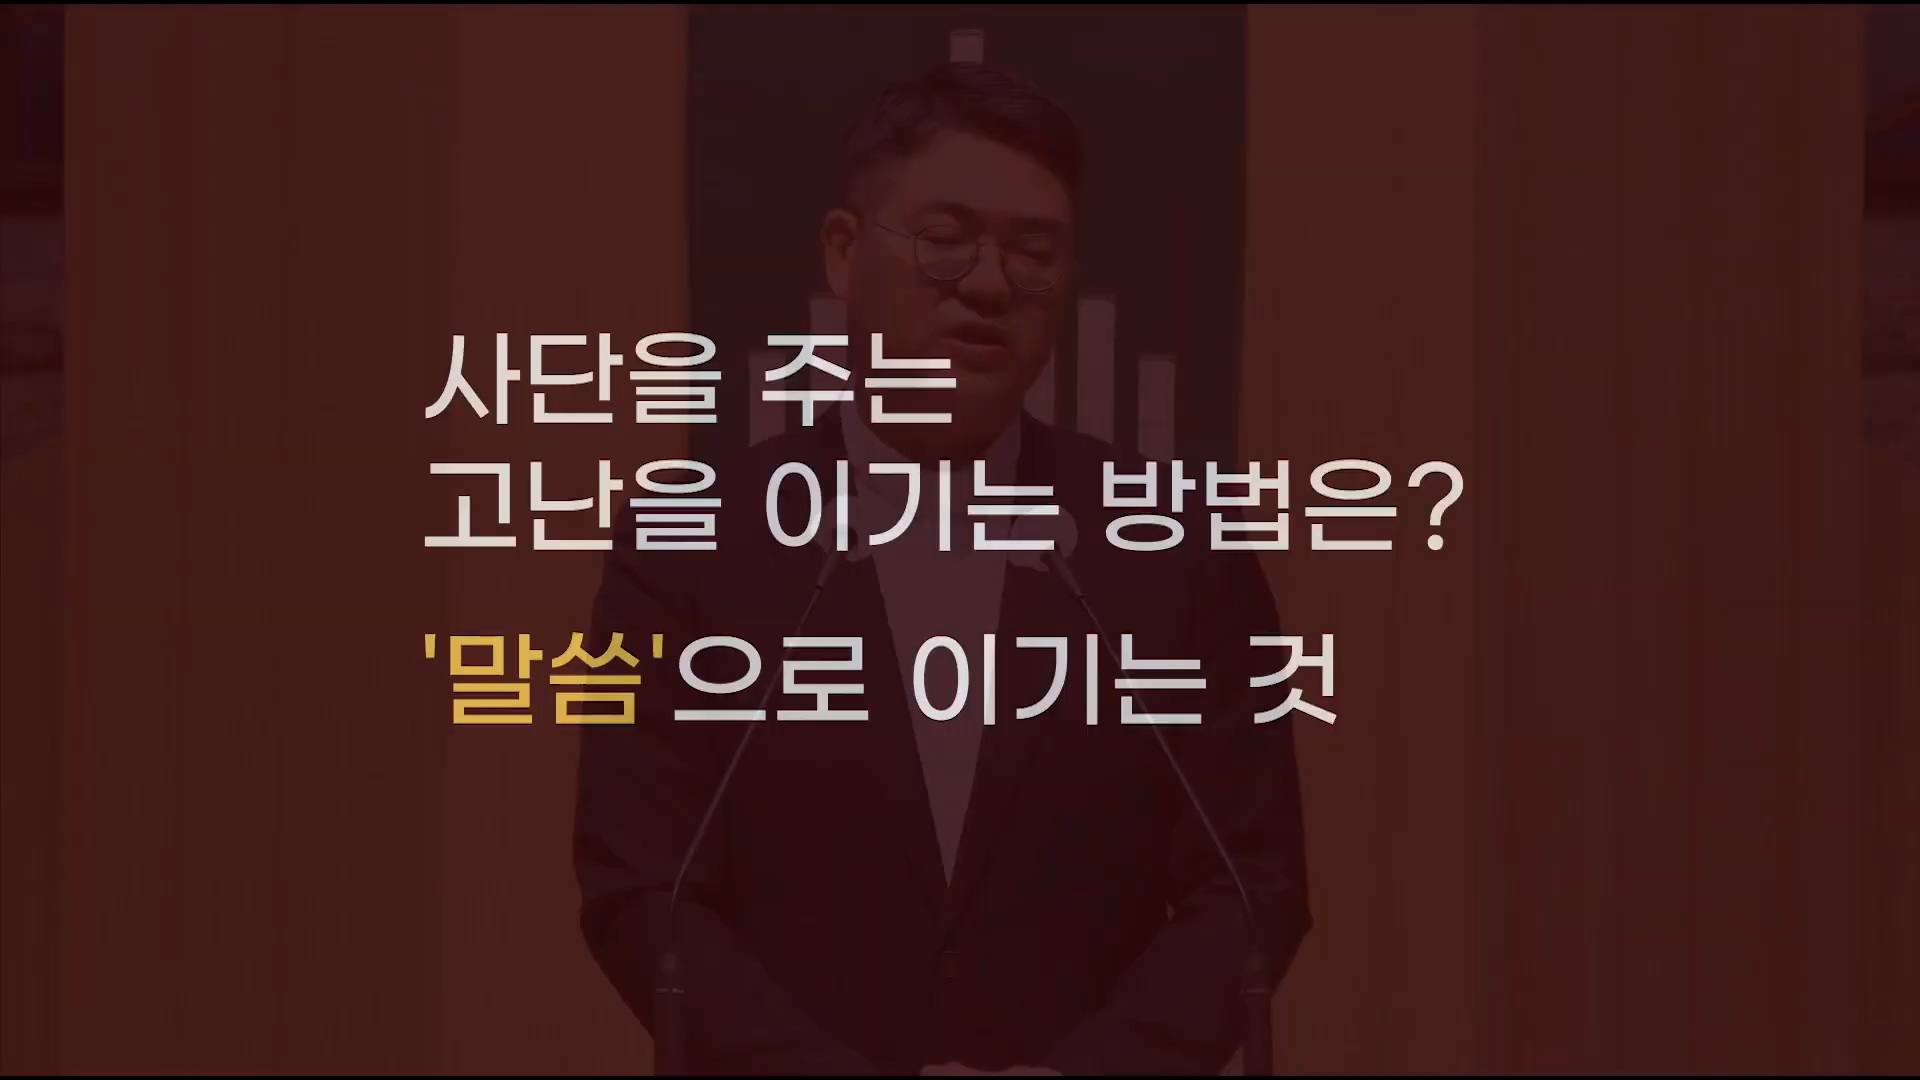 사단을 주는
고난을 이기는 방법은?
'말씀'으로 이기는 것